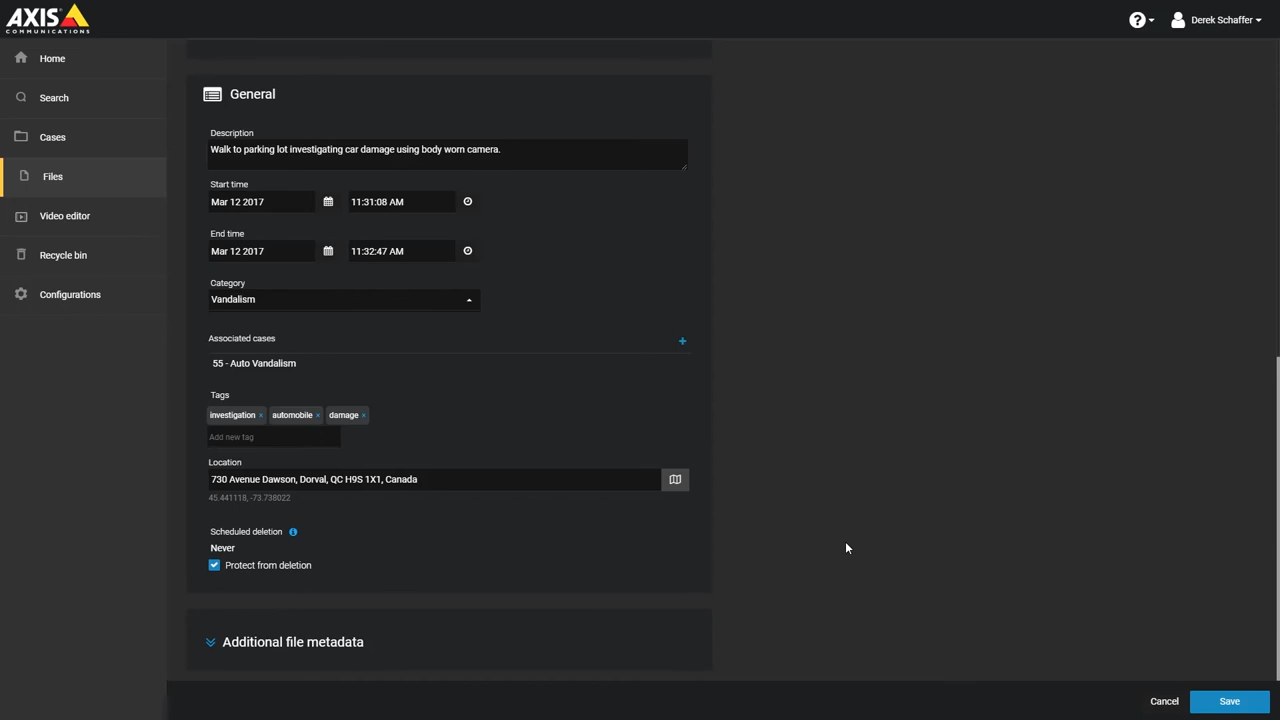 AXIS
COMMUNICATIONS
? Derek Schaffer
Home
Search
Cases
Files
Video editor
Recycle bin
Configurations
General
Description
Walk to parking lot investigating car damage using body worn camera.
Start time
Mar 12 2017 11:31:08 AM
End time
Mar 12 2017 11:32:47 AM
Category
Vandalism
Associated cases +
55 - Auto Vandalism
Tags
investigation × automobile × damage ×
Add new tag
Location
730 Avenue Dawson, Dorval, QC H9S 1X1, Canada
45.441118, -73.738022
Scheduled deletion
Never
Protect from deletion
Additional file metadata
Cancel Save